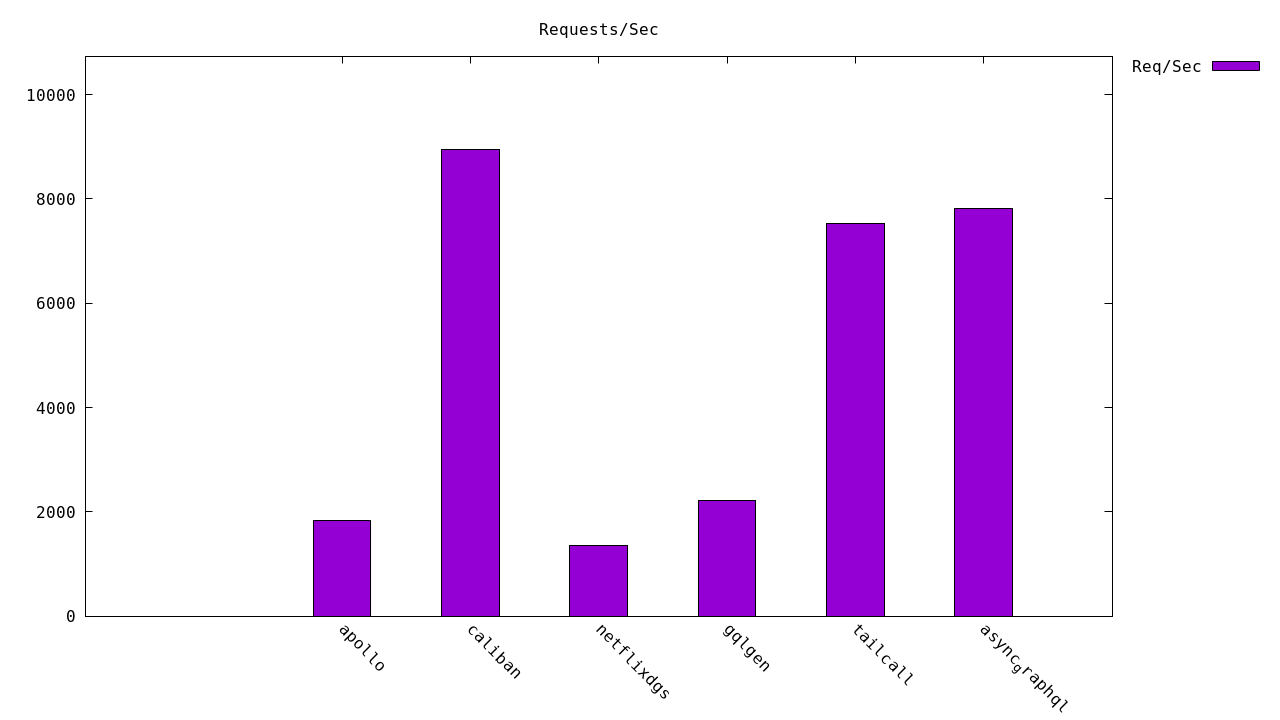 Requests/Sec
Req/Sec
10000
8000
6000
4000
2000
0
apollo
caliban
netflixdgs
gqlgen
tailcall
async_graphql